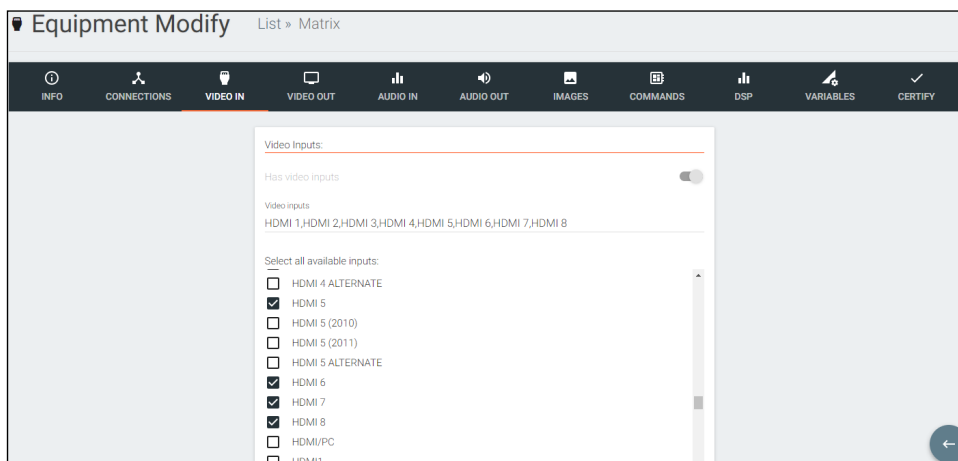 Equipment Modify List » Matrix
INFO CONNECTIONS VIDEO IN VIDEO OUT AUDIO IN AUDIO OUT IMAGES COMMANDS DSP VARIABLES CERTIFY
Video Inputs:
Has video inputs
Video inputs
HDMI 1,HDMI 2,HDMI 3,HDMI 4,HDMI 5,HDMI 6,HDMI 7,HDMI 8
Select all available inputs:
HDMI 4 ALTERNATE
HDMI 5
HDMI 5 (2010)
HDMI 5 (2011)
HDMI 5 ALTERNATE
HDMI 6
HDMI 7
HDMI 8
HDMI/PC
HDMI1